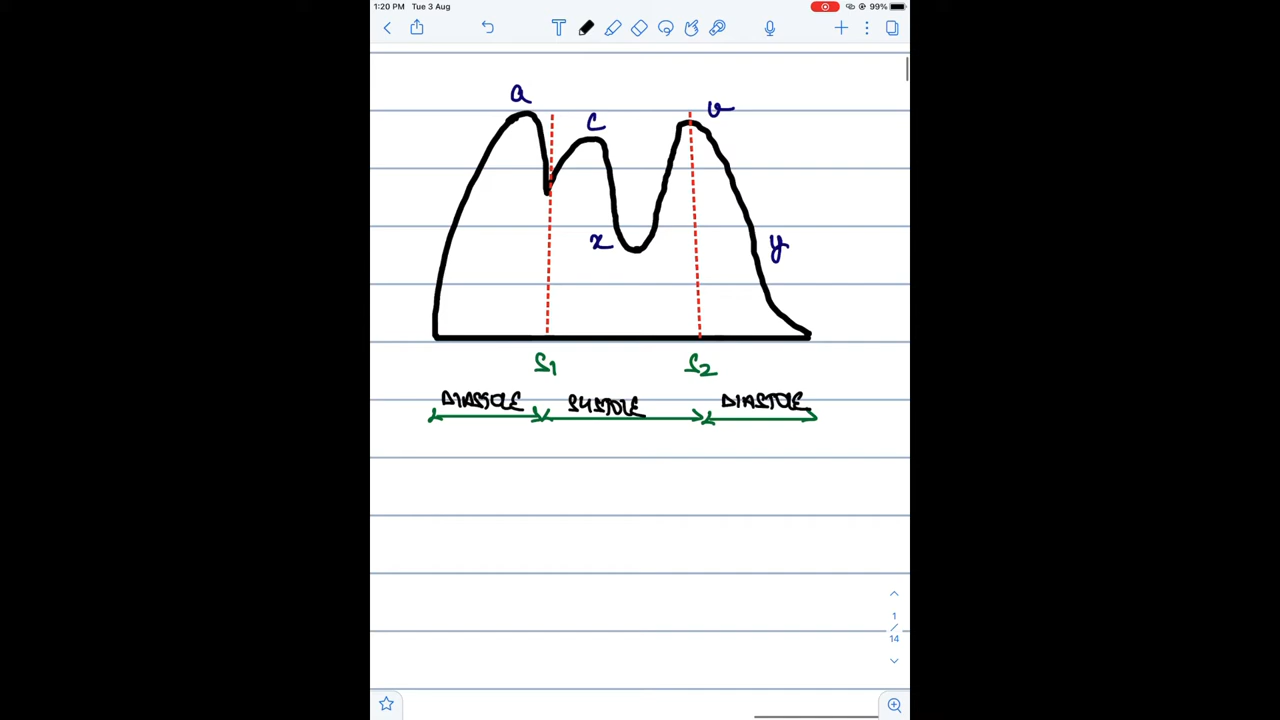 1:20 PM Tue 3 Aug 99%
T
a
c
v
x
y
S1 S2
DIASTOLE SYSTOLE DIASTOLE
1
/
14